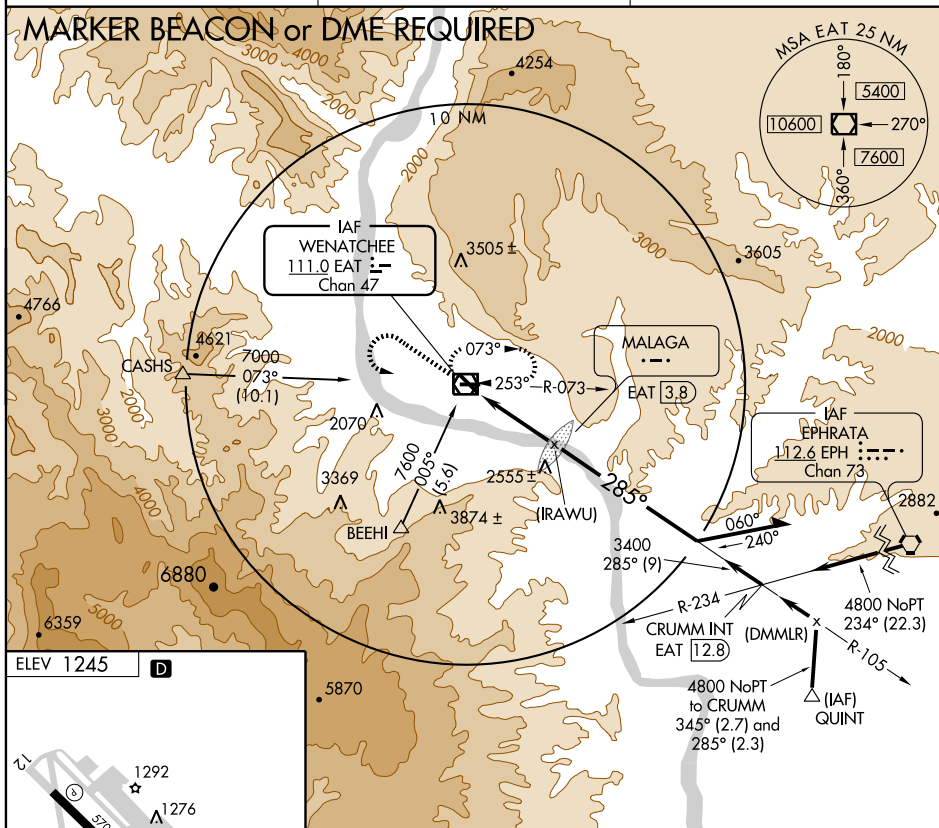 MARKER BEACON or DME REQUIRED
MSA EAT 25 NM
180°
5400
10600
270°
7600
360°
3000
4000
2000
4254
10 NM
2000
IAF
WENATCHEE
111.0 EAT
Chan 47
3505 ±
3000
3605
4766
4621
CASHS
7000
073°
(10.1)
073°
253°
R-073
MALAGA
EAT 3.8
2000
2000
3000
2070
7600
005°
(5.6)
3369
3874 ±
2555 ±
BEEHI
(IRAWU)
285°
IAF
EPHRATA
112.6 EPH
Chan 73
2882
4000
060°
240°
3400
285° (9)
6880
R-234
CRUMM INT
EAT 12.8
(DMMLR)
4800 NoPT
234° (22.3)
R-105
5000
6359
ELEV 1245
D
5870
4800 NoPT
to CRUMM
345° (2.7) and
285° (2.3)
(IAF)
QUINT
12
P
1292
1276
570